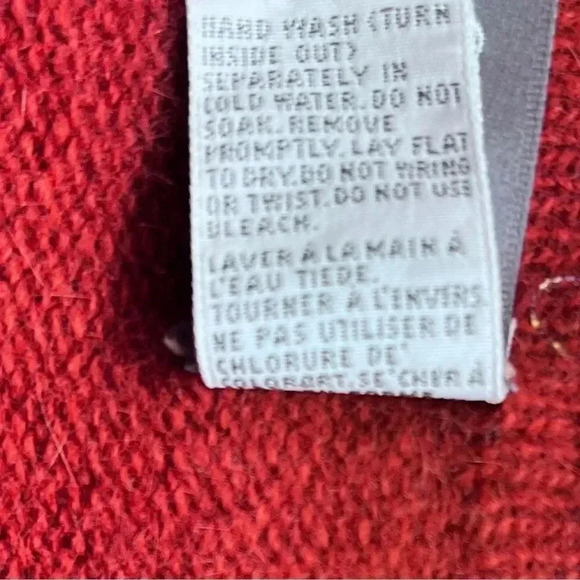 HAND WASH (TURN
INSIDE OUT)
SEPARATELY IN
COLD WATER. DO NOT
SOAK. REMOVE
PROMPTLY. LAY FLAT
TO DRY. DO NOT WRING
OR TWIST. DO NOT USE
BLEACH.
LAVER À LA MAIN À
L'EAU TIEDE.
TOURNER À L'ENVERS.
NE PAS UTILISER DE
CHLORURE DE'